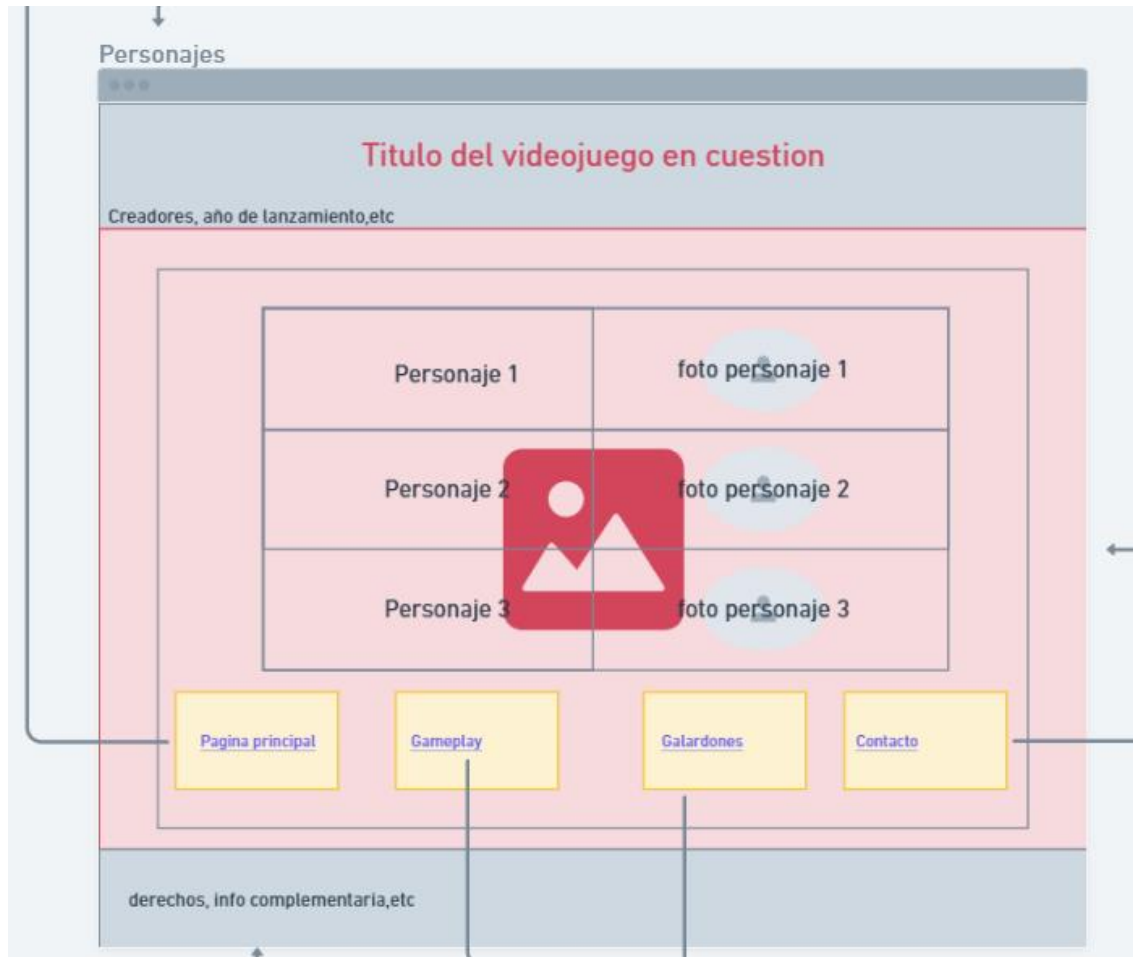 Personajes
Titulo del videojuego en cuestion
Creadores, año de lanzamiento,etc
Personaje 1
foto personaje 1
Personaje 2
foto personaje 2
Personaje 3
foto personaje 3
Pagina principal
Gameplay
Galardones
Contacto
derechos, info complementaria,etc